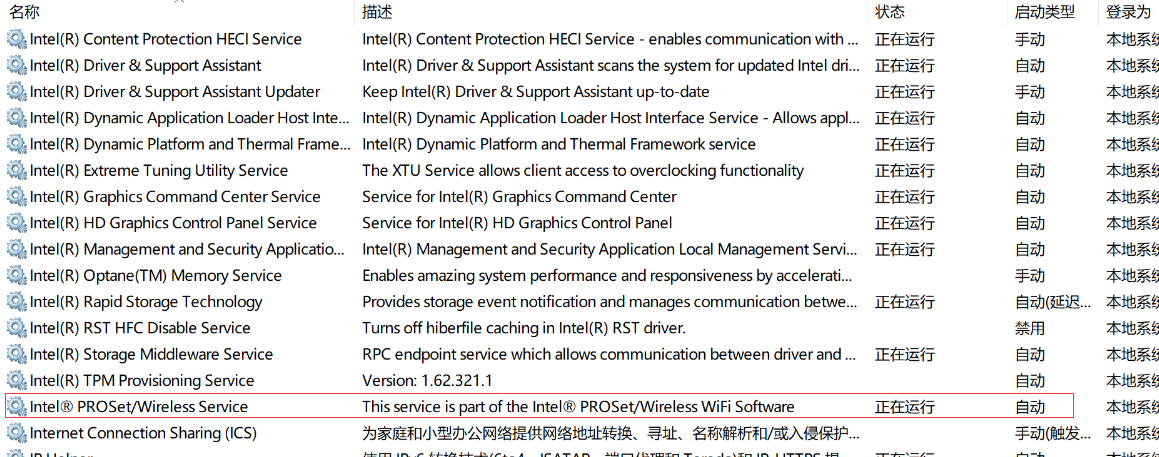 名称 描述 状态 启动类型 登录为
Intel(R) Content Protection HECI Service Intel(R) Content Protection HECI Service - enables communication with ... 正在运行 手动 本地系统
Intel(R) Driver & Support Assistant Intel(R) Driver & Support Assistant scans the system for updated Intel dri... 正在运行 自动 本地系统
Intel(R) Driver & Support Assistant Updater Keep Intel(R) Driver & Support Assistant up-to-date 正在运行 手动 本地系统
Intel(R) Dynamic Application Loader Host Inte... Intel(R) Dynamic Application Loader Host Interface Service - Allows appl... 正在运行 自动 本地系统
Intel(R) Dynamic Platform and Thermal Frame... Intel(R) Dynamic Platform and Thermal Framework service 正在运行 自动 本地系统
Intel(R) Extreme Tuning Utility Service The XTU Service allows client access to overclocking functionality 正在运行 自动 本地系统
Intel(R) Graphics Command Center Service Service for Intel(R) Graphics Command Center 正在运行 自动 本地系统
Intel(R) HD Graphics Control Panel Service Service for Intel(R) HD Graphics Control Panel 正在运行 自动 本地系统
Intel(R) Management and Security Applicatio... Intel(R) Management and Security Application Local Management Servi... 正在运行 自动 本地系统
Intel(R) Optane(TM) Memory Service Enables amazing system performance and responsiveness by accelerati... 手动 本地系统
Intel(R) Rapid Storage Technology Provides storage event notification and manages communication betwe... 正在运行 自动(延迟... 本地系统
Intel(R) RST HFC Disable Service Turns off hiberfile caching in Intel(R) RST driver. 禁用 本地系统
Intel(R) Storage Middleware Service RPC endpoint service which allows communication between driver and ... 正在运行 自动 本地系统
Intel(R) TPM Provisioning Service Version: 1.62.321.1 自动 本地系统
Intel® PROSet/Wireless Service This service is part of the Intel® PROSet/Wireless WiFi Software 正在运行 自动 本地系统
Internet Connection Sharing (ICS) 为家庭和小型办公网络提供网络地址转换、寻址、名称解析和/或入侵保护... 手动(触发... 本地系统